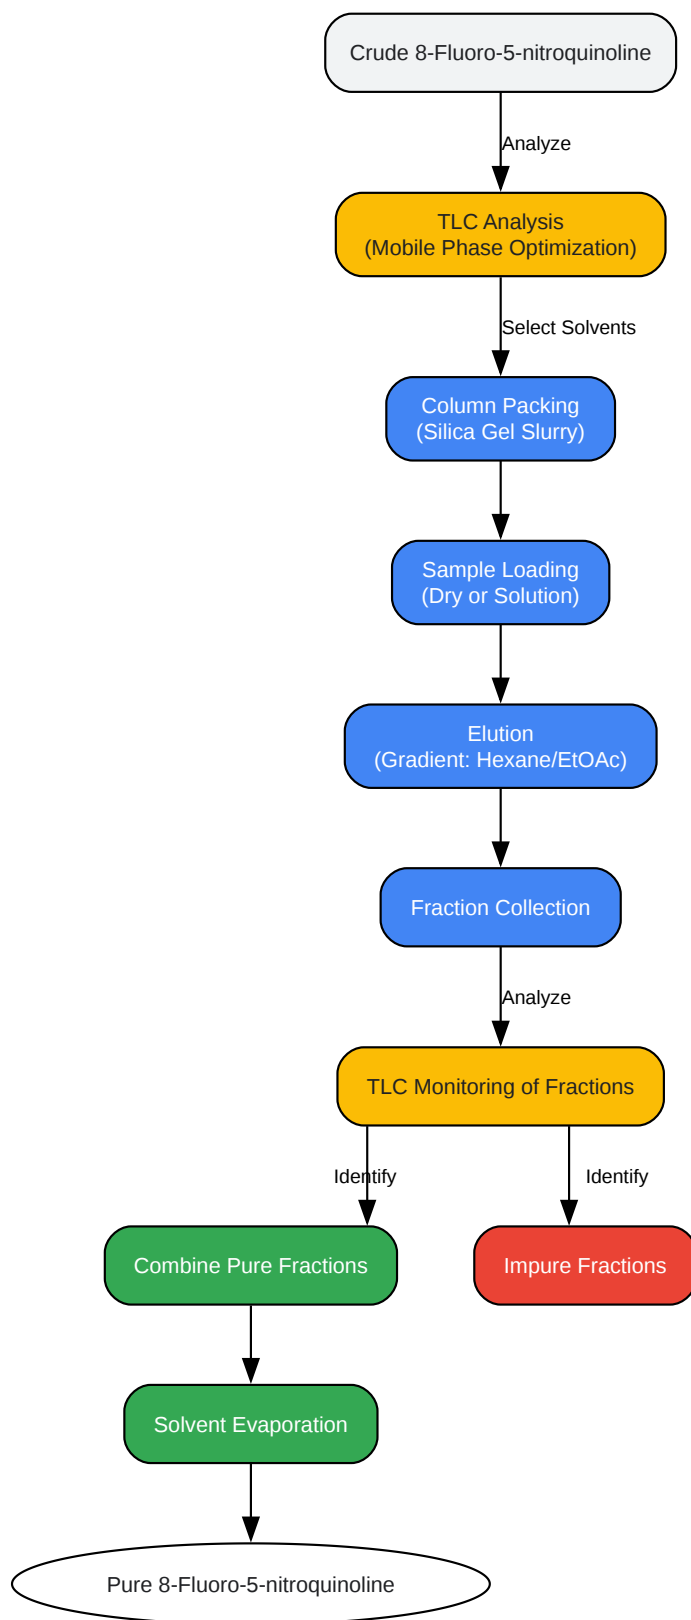 Crude 8-Fluoro-5-nitroquinoline
Analyze
TLC Analysis
(Mobile Phase Optimization)
Select Solvents
Column Packing
(Silica Gel Slurry)
Sample Loading
(Dry or Solution)
Elution
(Gradient: Hexane/EtOAc)
Fraction Collection
Analyze
TLC Monitoring of Fractions
Identify
Identify
Combine Pure Fractions
Impure Fractions
Solvent Evaporation
Pure 8-Fluoro-5-nitroquinoline